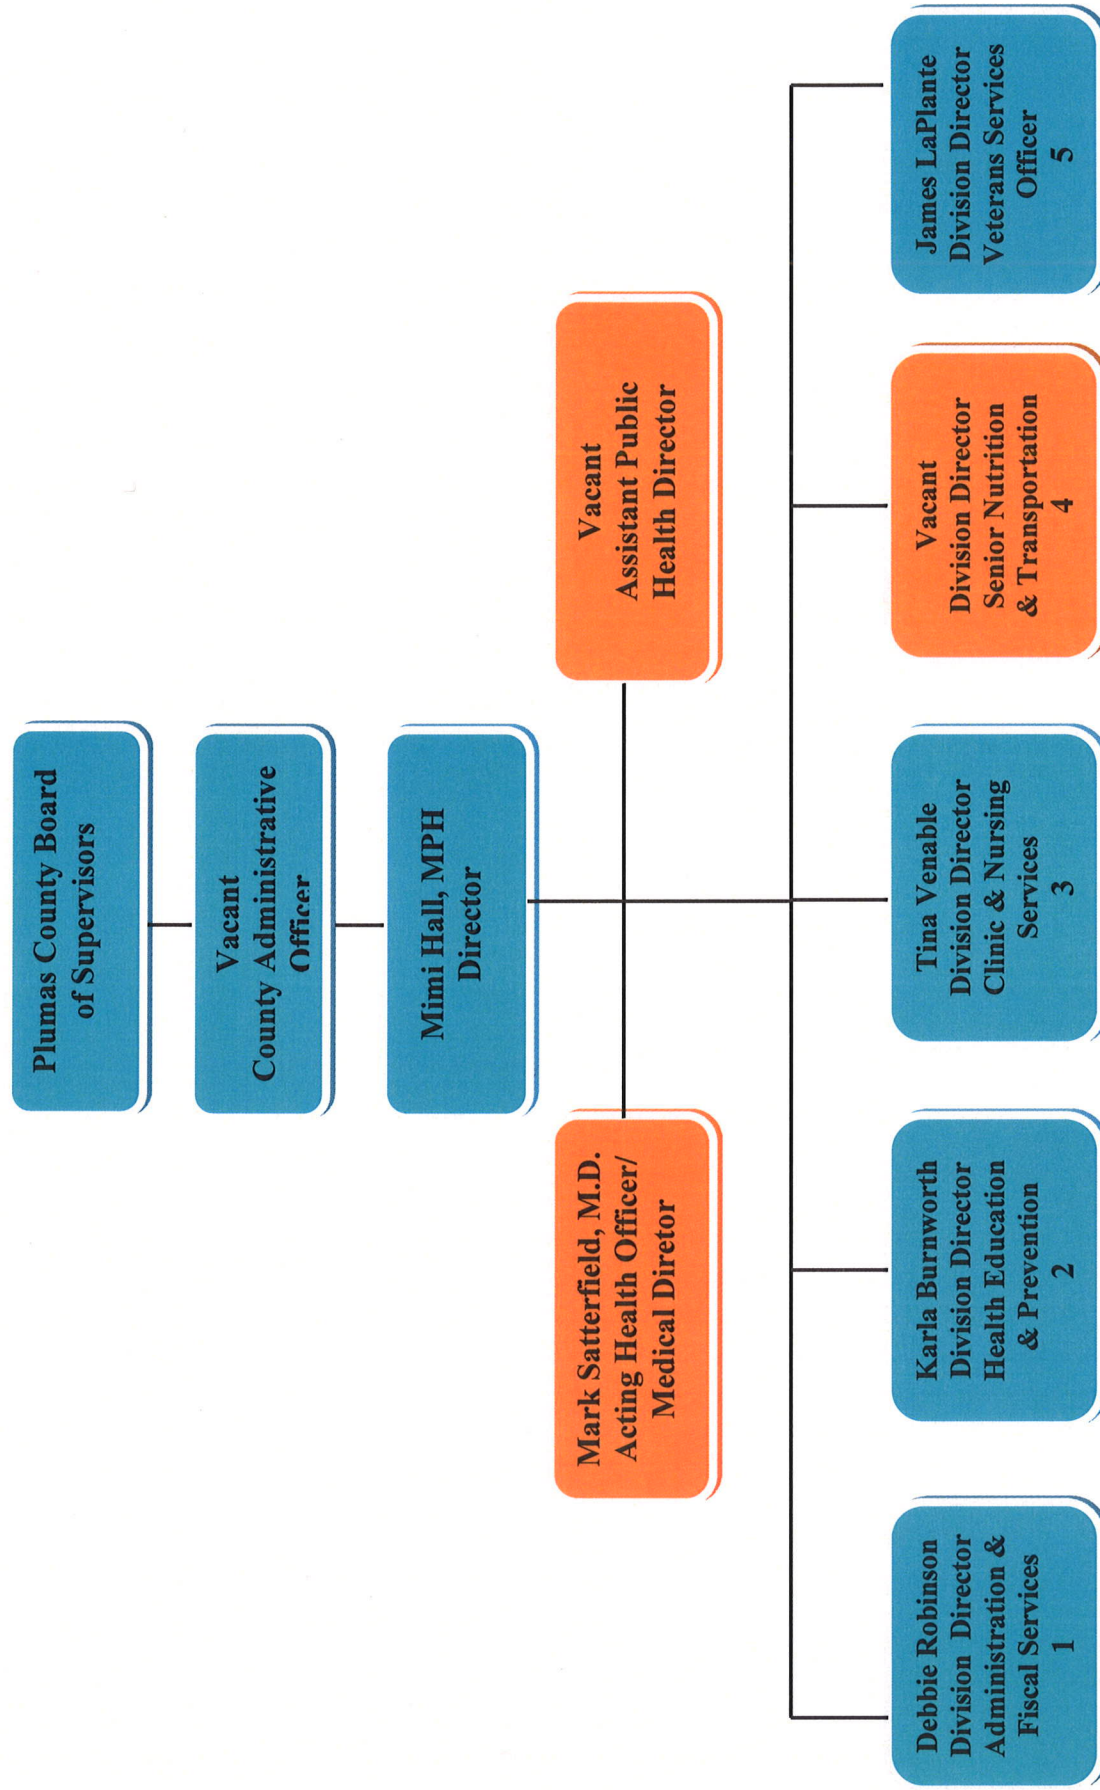 Plumas County Board
of Supervisors
Vacant
County Administrative
Officer
Mimi Hall, MPH
Director
Mark Satterfield, M.D.
Acting Health Officer/
Medical Diretor
Vacant
Assistant Public
Health Director
Debbie Robinson
Division Director
Administration &
Fiscal Services
1
Karla Burnworth
Division Director
Health Education
& Prevention
2
Tina Venable
Division Director
Clinic & Nursing
Services
3
Vacant
Division Director
Senior Nutrition
& Transportation
4
James LaPlante
Division Director
Veterans Services
Officer
5